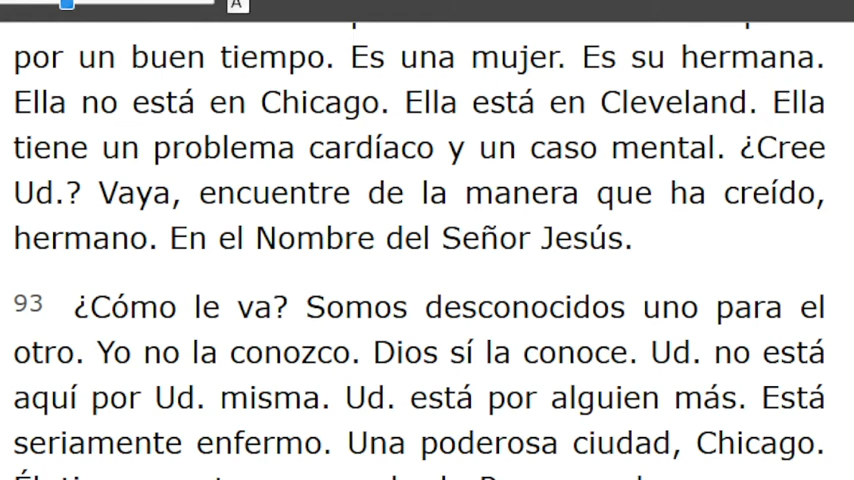 A
por un buen tiempo. Es una mujer. Es su hermana.
Ella no está en Chicago. Ella está en Cleveland. Ella
tiene un problema cardíaco y un caso mental. ¿Cree
Ud.? Vaya, encuentre de la manera que ha creído,
hermano. En el Nombre del Señor Jesús.
93 ¿Cómo le va? Somos desconocidos uno para el
otro. Yo no la conozco. Dios sí la conoce. Ud. no está
aquí por Ud. misma. Ud. está por alguien más. Está
seriamente enfermo. Una poderosa ciudad, Chicago.